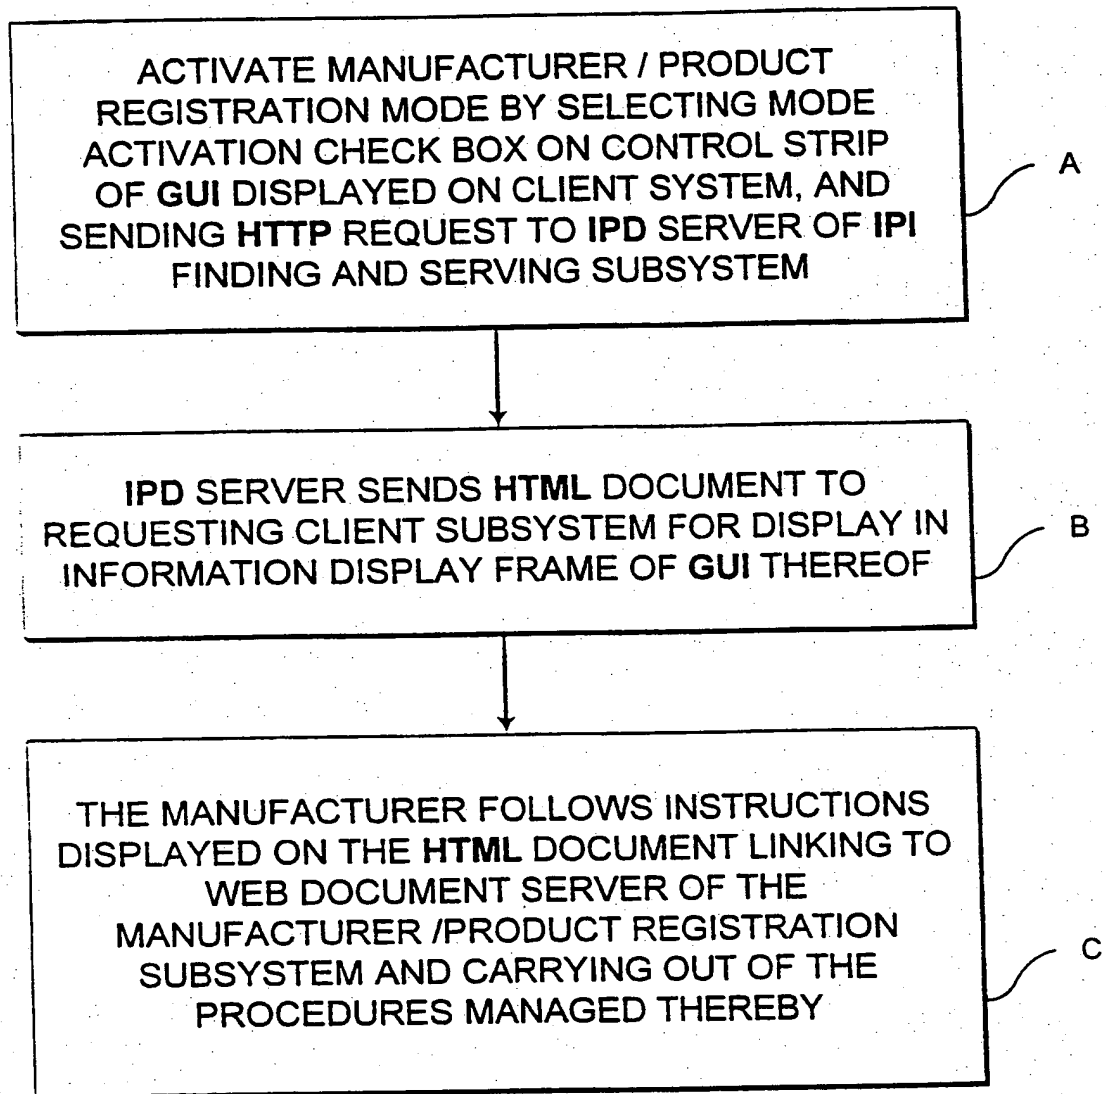 ACTIVATE MANUFACTURER / PRODUCT
REGISTRATION MODE BY SELECTING MODE
ACTIVATION CHECK BOX ON CONTROL STRIP
OF GUI DISPLAYED ON CLIENT SYSTEM, AND
SENDING HTTP REQUEST TO IPD SERVER OF IPI
FINDING AND SERVING SUBSYSTEM
A
IPD SERVER SENDS HTML DOCUMENT TO
REQUESTING CLIENT SUBSYSTEM FOR DISPLAY IN
INFORMATION DISPLAY FRAME OF GUI THEREOF
B
THE MANUFACTURER FOLLOWS INSTRUCTIONS
DISPLAYED ON THE HTML DOCUMENT LINKING TO
WEB DOCUMENT SERVER OF THE
MANUFACTURER /PRODUCT REGISTRATION
SUBSYSTEM AND CARRYING OUT OF THE
PROCEDURES MANAGED THEREBY
C